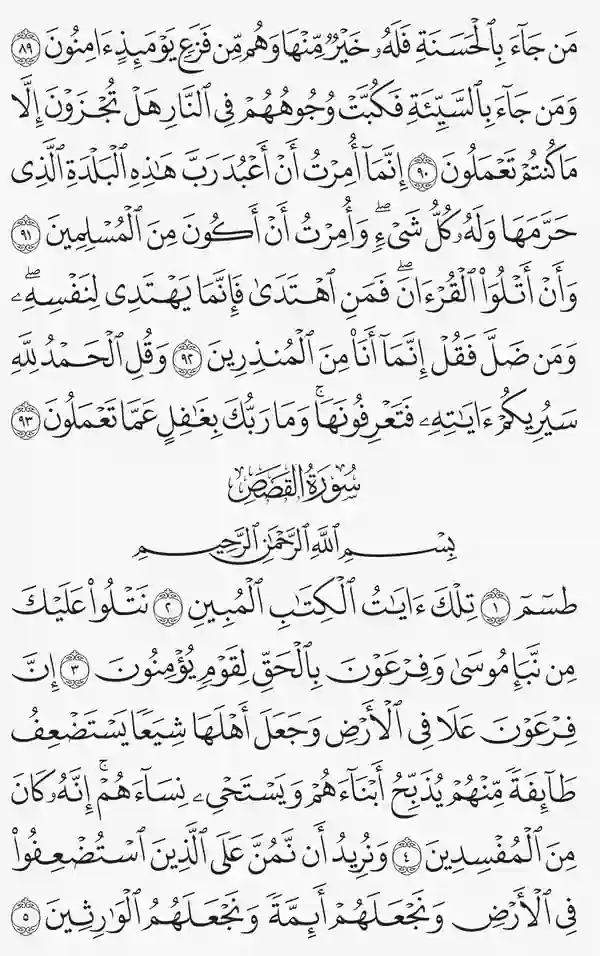 مَن جَآءَ بِٱلْحَسَنَةِ فَلَهُۥ خَيْرٌ مِّنْهَا وَهُم مِّن فَزَعٍ يَوْمَئِذٍ ءَامِنُونَ ٨٩
وَمَن جَآءَ بِٱلسَّيِّئَةِ فَكُبَّتْ وُجُوهُهُمْ فِى ٱلنَّارِ هَلْ تُجْزَوْنَ إِلَّا
مَا كُنتُمْ تَعْمَلُونَ ٩٠ إِنَّمَآ أُمِرْتُ أَنْ أَعْبُدَ رَبَّ هَٰذِهِ ٱلْبَلْدَةِ ٱلَّذِى
حَرَّمَهَا وَلَهُۥ كُلُّ شَىْءٍۖ وَأُمِرْتُ أَنْ أَكُونَ مِنَ ٱلْمُسْلِمِينَ ٩١
وَأَنْ أَتْلُوَا۟ ٱلْقُرْءَانَۖ فَمَنِ ٱهْتَدَىٰ فَإِنَّمَا يَهْتَدِى لِنَفْسِهِۦۖ
وَمَن ضَلَّ فَقُلْ إِنَّمَآ أَنَا۠ مِنَ ٱلْمُنذِرِينَ ٩٢ وَقُلِ ٱلْحَمْدُ لِلَّهِ
سَيُرِيكُمْ ءَايَٰتِهِۦ فَتَعْرِفُونَهَاۚ وَمَا رَبُّكَ بِغَٰفِلٍ عَمَّا تَعْمَلُونَ ٩٣
سُورَةُ القَصَصِ
بِسْمِ ٱللَّهِ ٱلرَّحْمَٰنِ ٱلرَّحِيمِ
طسٓمٓ ١ تِلْكَ ءَايَٰتُ ٱلْكِتَٰبِ ٱلْمُبِينِ ٢ نَتْلُوا۟ عَلَيْكَ
مِن نَّبَإِ مُوسَىٰ وَفِرْعَوْنَ بِٱلْحَقِّ لِقَوْمٍ يُؤْمِنُونَ ٣ إِنَّ
فِرْعَوْنَ عَلَا فِى ٱلْأَرْضِ وَجَعَلَ أَهْلَهَا شِيَعًا يَسْتَضْعِفُ
طَآئِفَةً مِّنْهُمْ يُذَبِّحُ أَبْنَآءَهُمْ وَيَسْتَحْىِۦ نِسَآءَهُمْۚ إِنَّهُۥ كَانَ
مِنَ ٱلْمُفْسِدِينَ ٤ وَنُرِيدُ أَن نَّمُنَّ عَلَى ٱلَّذِينَ ٱسْتُضْعِفُوا۟
فِى ٱلْأَرْضِ وَنَجْعَلَهُمْ أَئِمَّةً وَنَجْعَلَهُمُ ٱلْوَٰرِثِينَ ٥